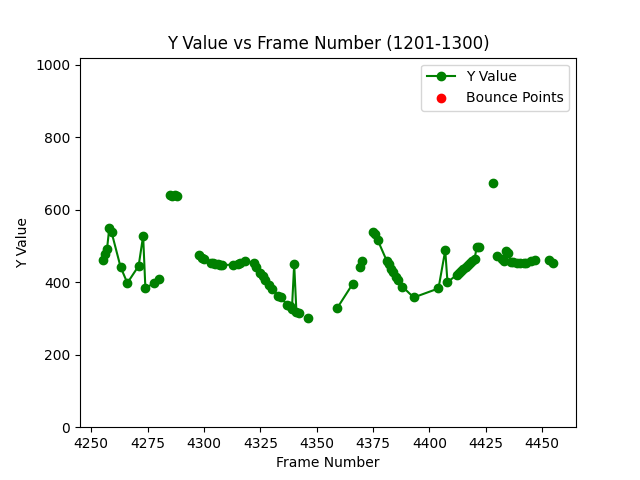 Y Value vs Frame Number (1201-1300)
Y Value
Bounce Points
1000
800
600
400
200
0
Y Value
4250 4275 4300 4325 4350 4375 4400 4425 4450
Frame Number